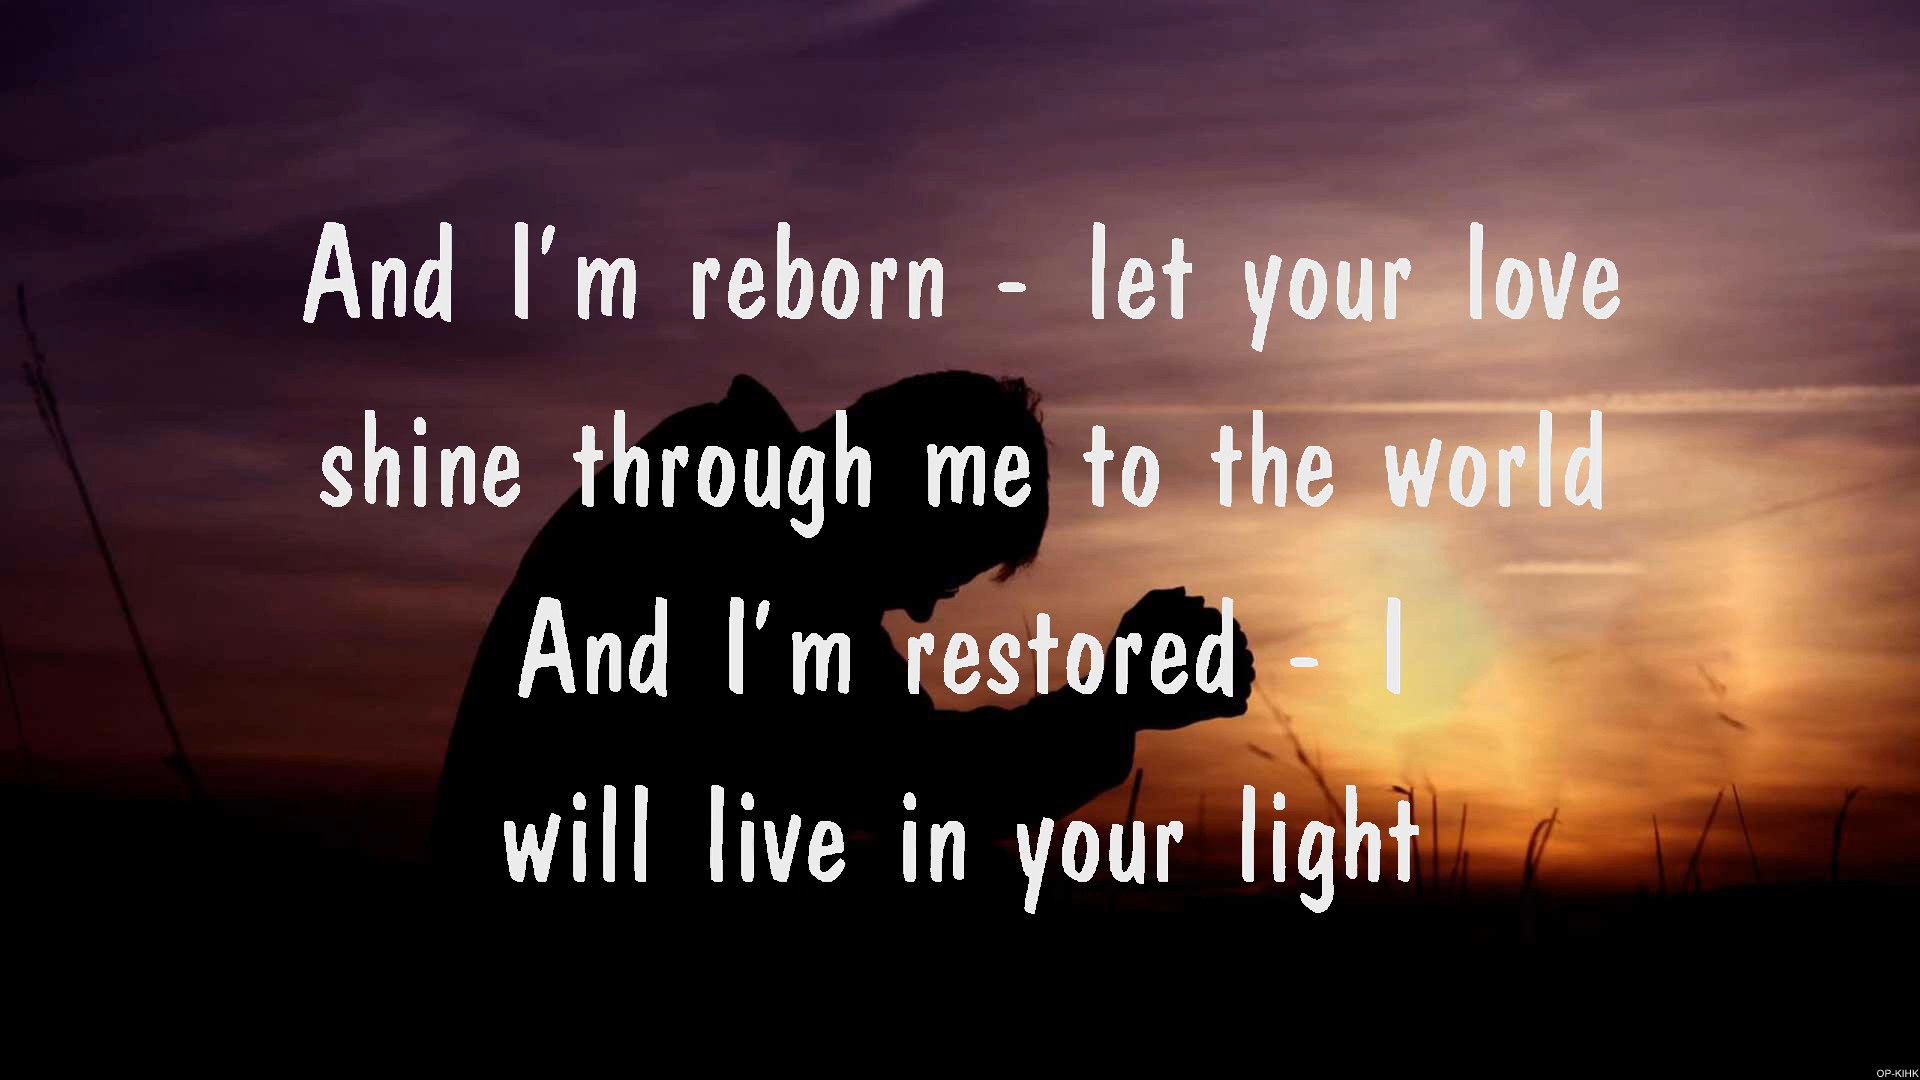 And I'm reborn - let your love
shine through me to the world
And I'm restored - I
will live in your light
OP-KIHK